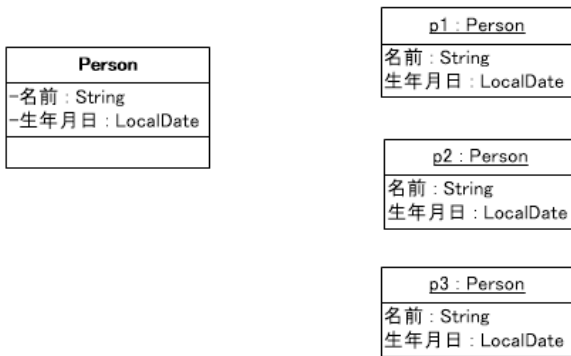 Person
-名前 : String
-生年月日 : LocalDate
p1 : Person
名前 : String
生年月日 : LocalDate
p2 : Person
名前 : String
生年月日 : LocalDate
p3 : Person
名前 : String
生年月日 : LocalDate